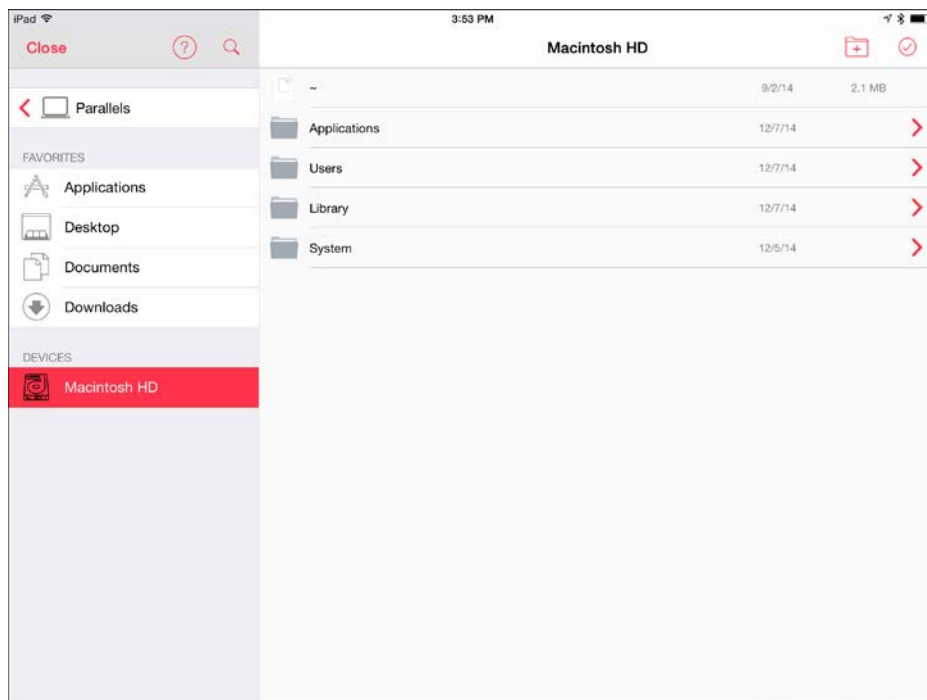 iPad 3:53 PM
Close ? Macintosh HD
Parallels
FAVORITES
Applications
Desktop
Documents
Downloads
DEVICES
Macintosh HD
~ 9/2/14 2.1 MB
Applications 12/7/14
Users 12/7/14
Library 12/7/14
System 12/5/14